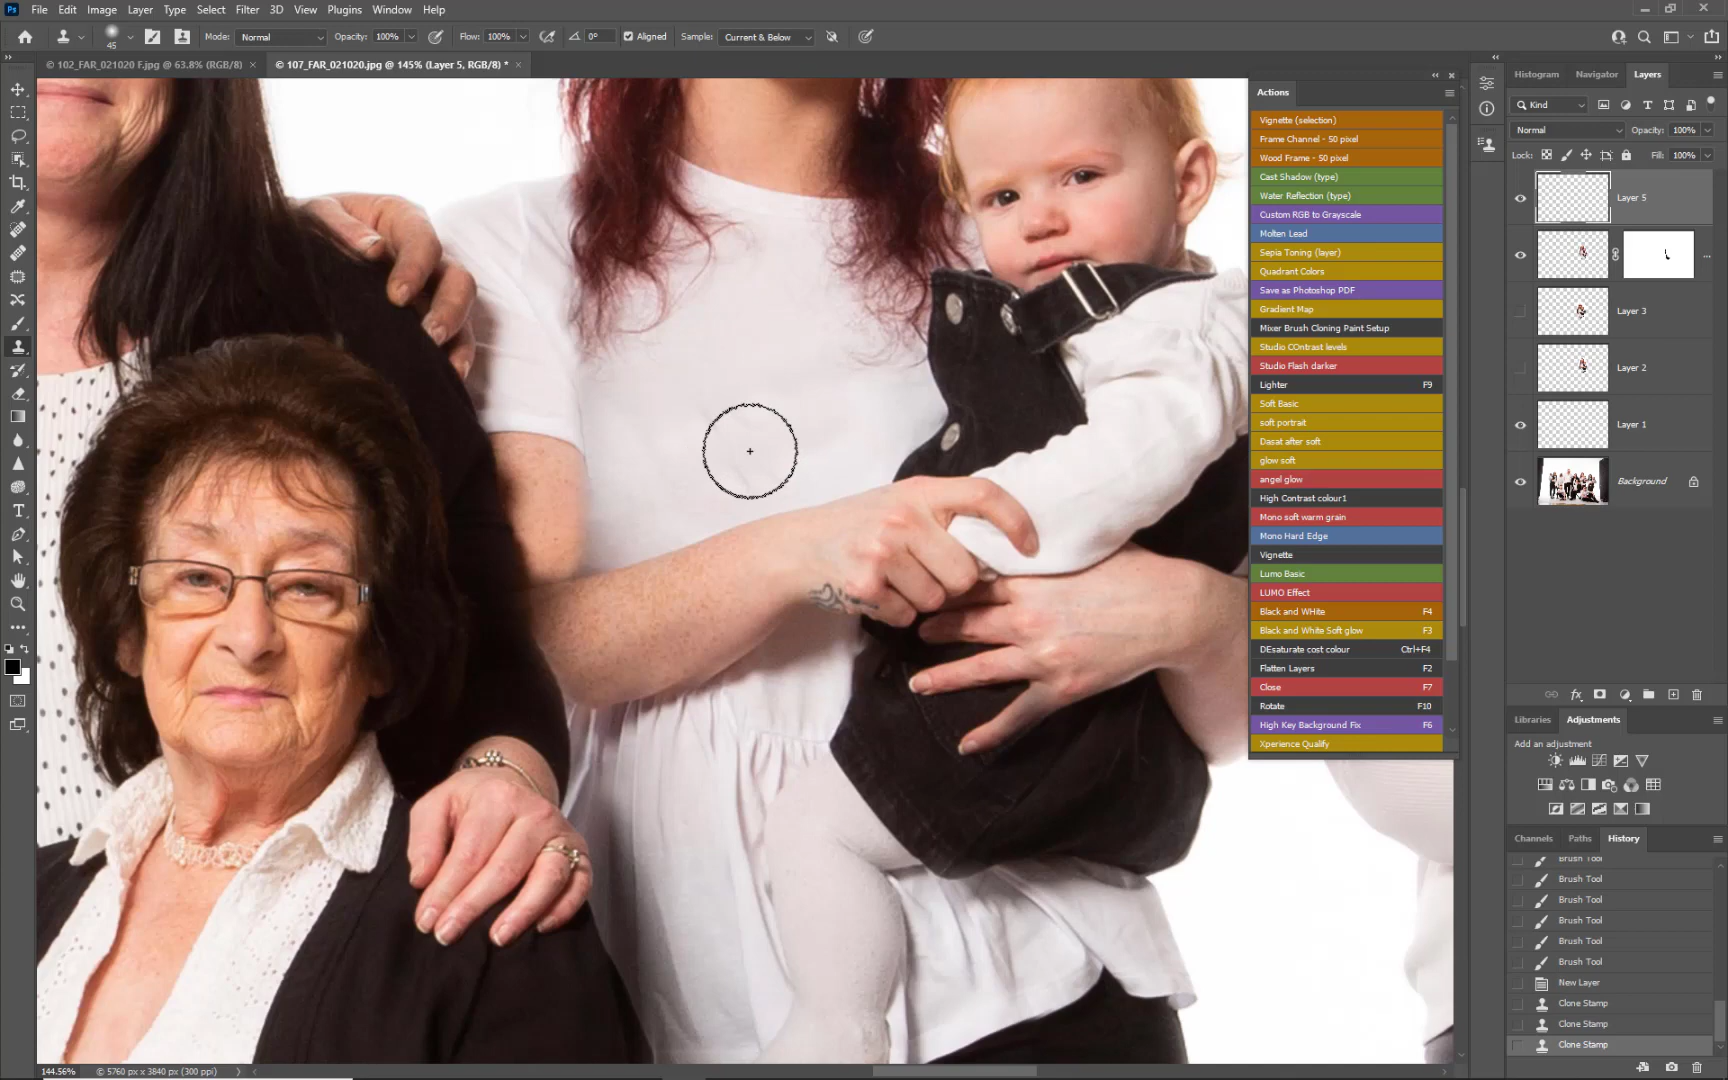 Ps File Edit Image Layer Type Select Filter 3D View Plugins Window Help
45 Mode: Normal Opacity: 100% Flow: 100% 0° Aligned Sample: Current & Below
© 102_FAR_021020 F.jpg @ 63.8% (RGB/8) × © 107_FAR_021020.jpg @ 145% (Layer 5, RGB/8) * ×
Actions
Vignette (selection)
Frame Channel - 50 pixel
Wood Frame - 50 pixel
Cast Shadow (type)
Water Reflection (type)
Custom RGB to Grayscale
Molten Lead
Sepia Toning (layer)
Quadrant Colors
Save as Photoshop PDF
Gradient Map
Mixer Brush Cloning Paint Setup
Studio COntrast levels
Studio Flash darker
Lighter F9
Soft Basic
soft portrait
Dasat after soft
glow soft
angel glow
High Contrast colour1
Mono soft warm grain
Mono Hard Edge
Vignette
Lumo Basic
LUMO Effect
Black and WHite F4
Black and White Soft glow F3
DEsaturate cost colour Ctrl+F4
Flatten Layers F2
Close F7
Rotate F10
High Key Background Fix F6
Xperience Qualify
Histogram Navigator Layers
Kind
Normal Opacity: 100%
Lock: Fill: 100%
Layer 5
Layer 3
Layer 2
Layer 1
Background
fx
Libraries Adjustments
Add an adjustment
Channels Paths History
Brush Tool
Brush Tool
Brush Tool
Brush Tool
Brush Tool
Brush Tool
New Layer
Clone Stamp
Clone Stamp
Clone Stamp
144.56% © 5760 px x 3840 px (300 ppi)